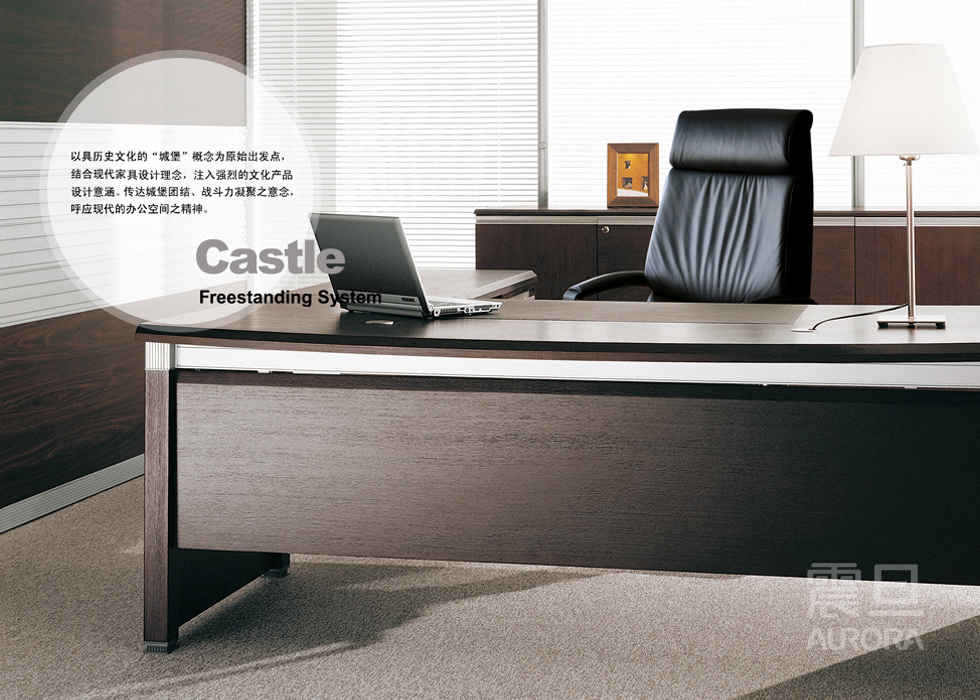 以具历史文化的“城堡”概念为原始出发点，
结合现代家具设计理念，注入强烈的文化产品
设计意涵。传达城堡团结、战斗力凝聚之意念，
呼应现代的办公空间之精神。
Castle
Freestanding System
震旦
AURORA